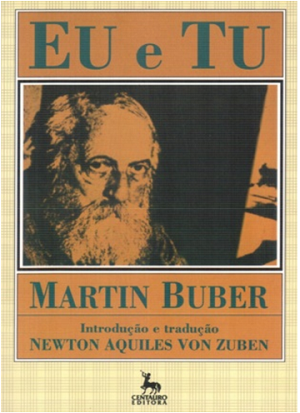 EU e TU
MARTIN BUBER
Introdução e tradução
NEWTON AQUILES VON ZUBEN
CENTAURO
EDITORA